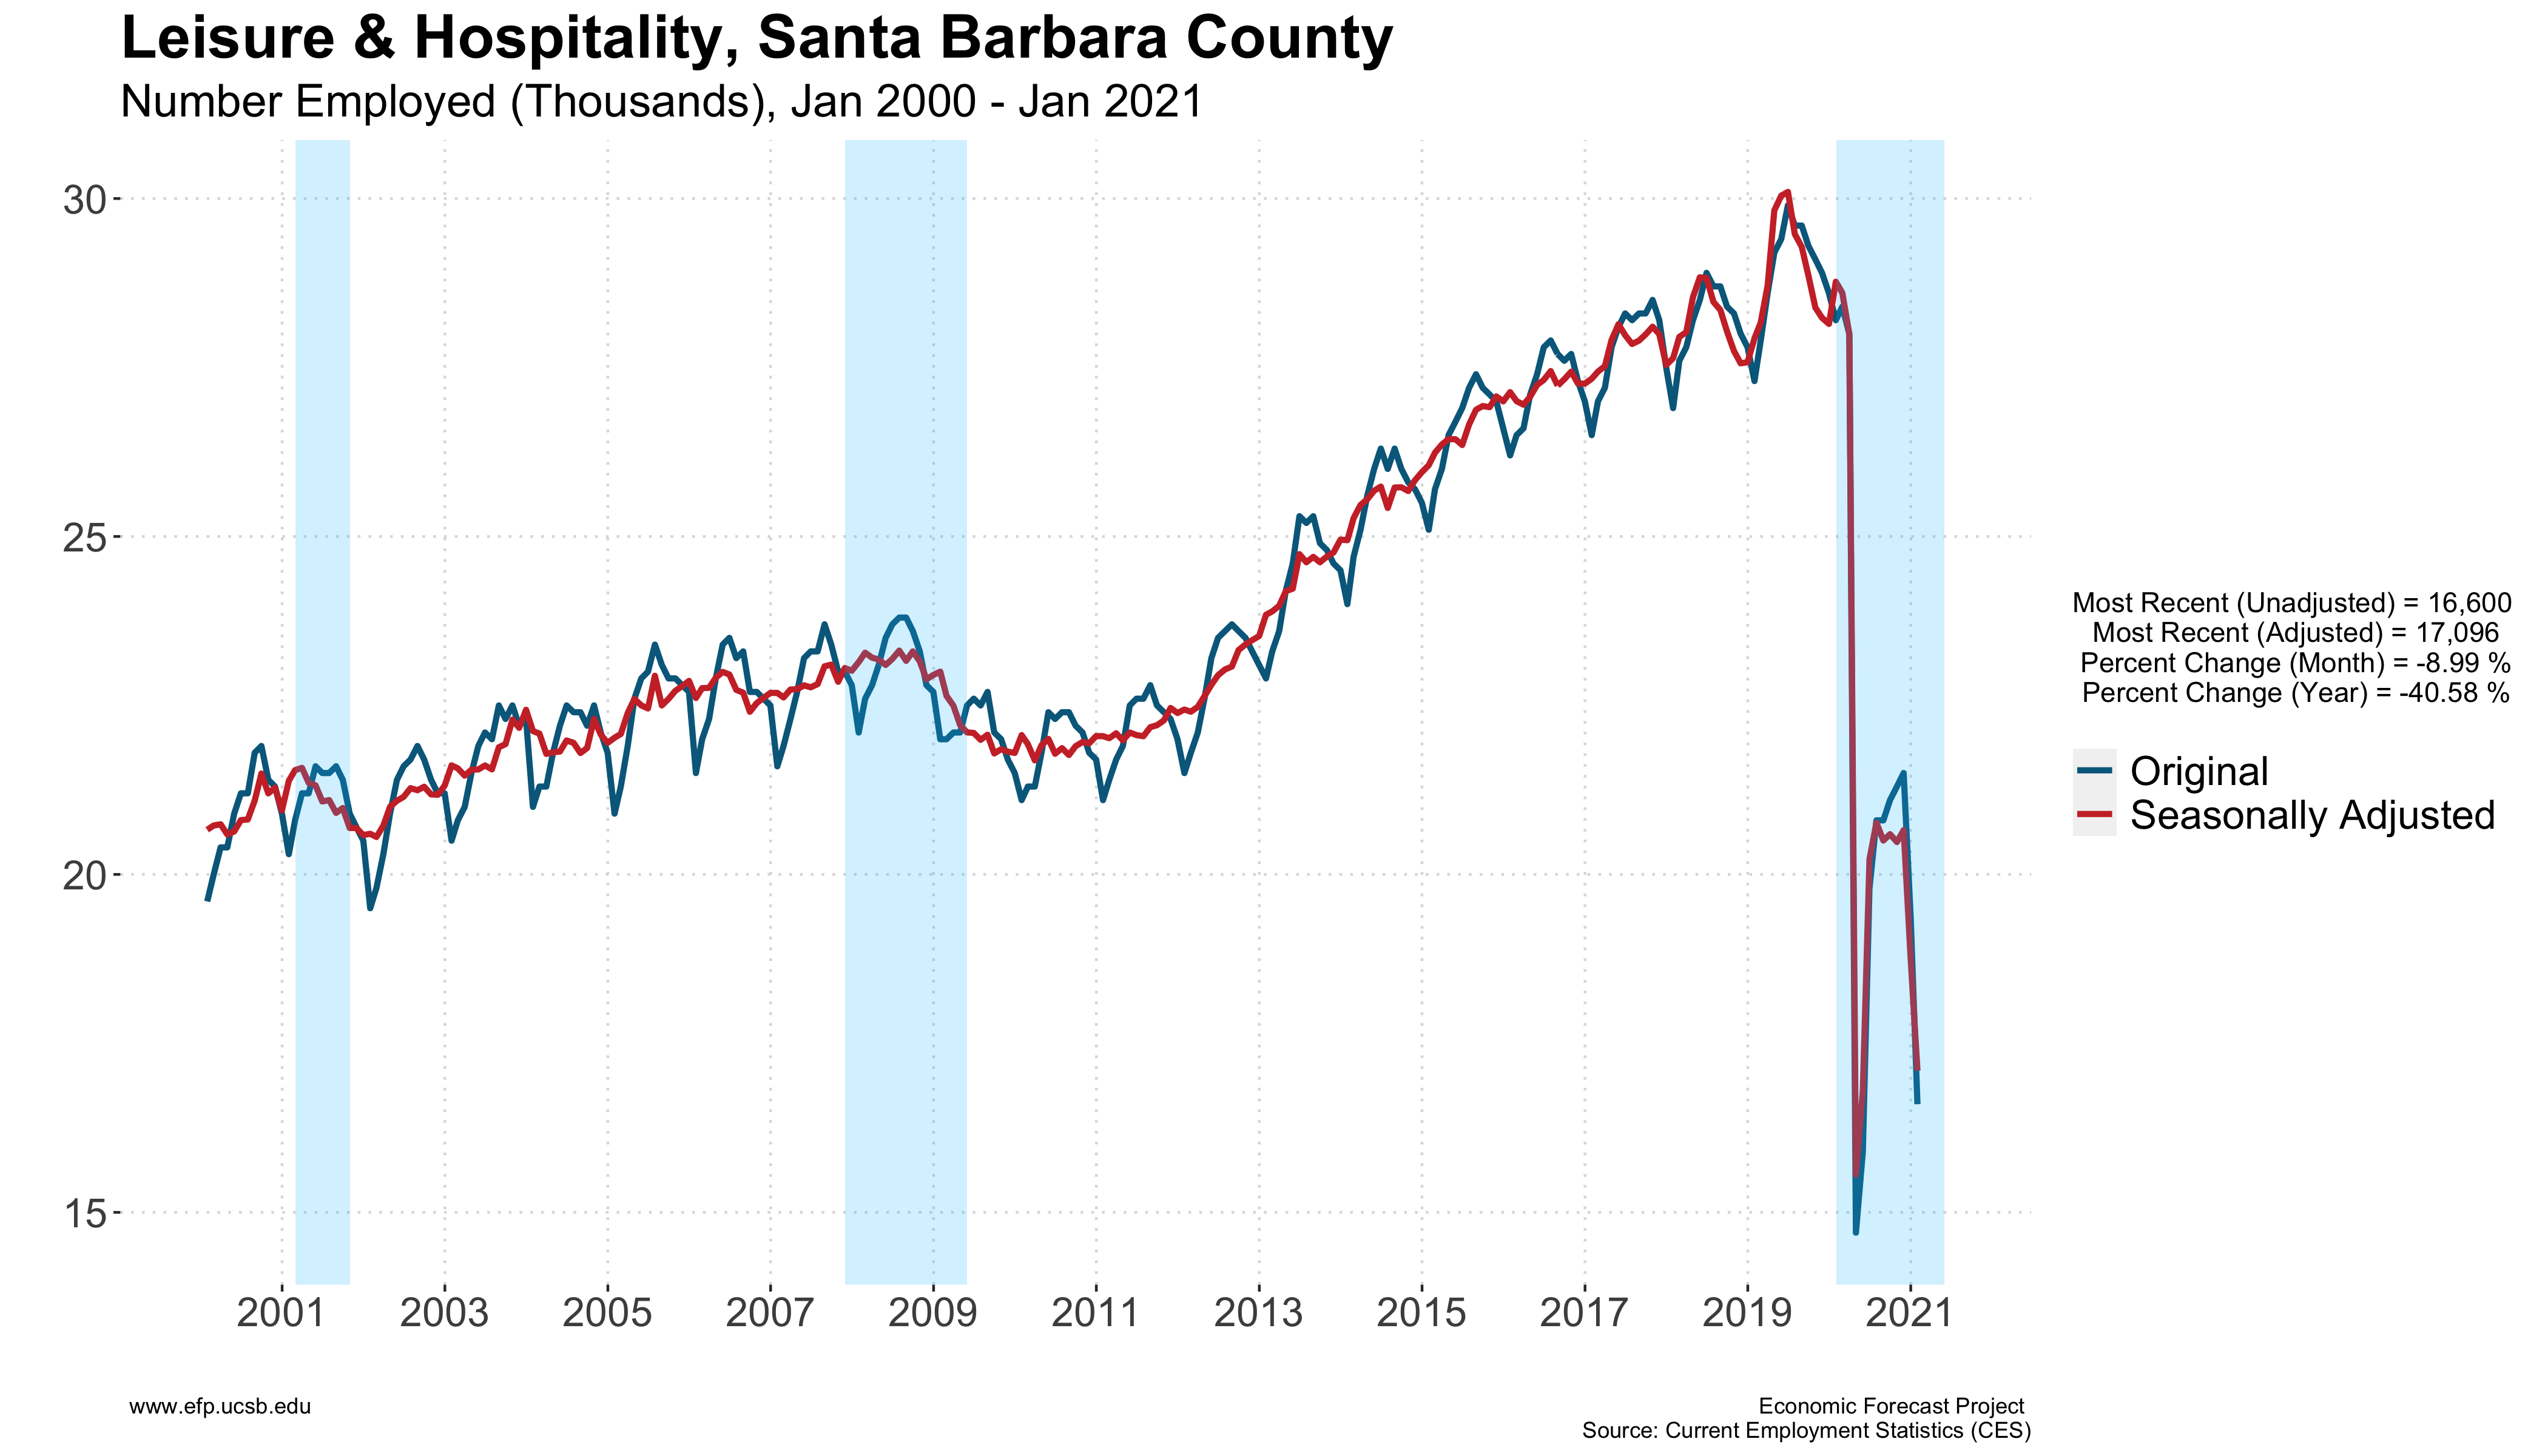 Leisure & Hospitality, Santa Barbara County
Number Employed (Thousands), Jan 2000 - Jan 2021
30
25
20
15
2001 2003 2005 2007 2009 2011 2013 2015 2017 2019 2021
Most Recent (Unadjusted) = 16,600
Most Recent (Adjusted) = 17,096
Percent Change (Month) = -8.99 %
Percent Change (Year) = -40.58 %
Original
Seasonally Adjusted
www.efp.ucsb.edu
Economic Forecast Project
Source: Current Employment Statistics (CES)